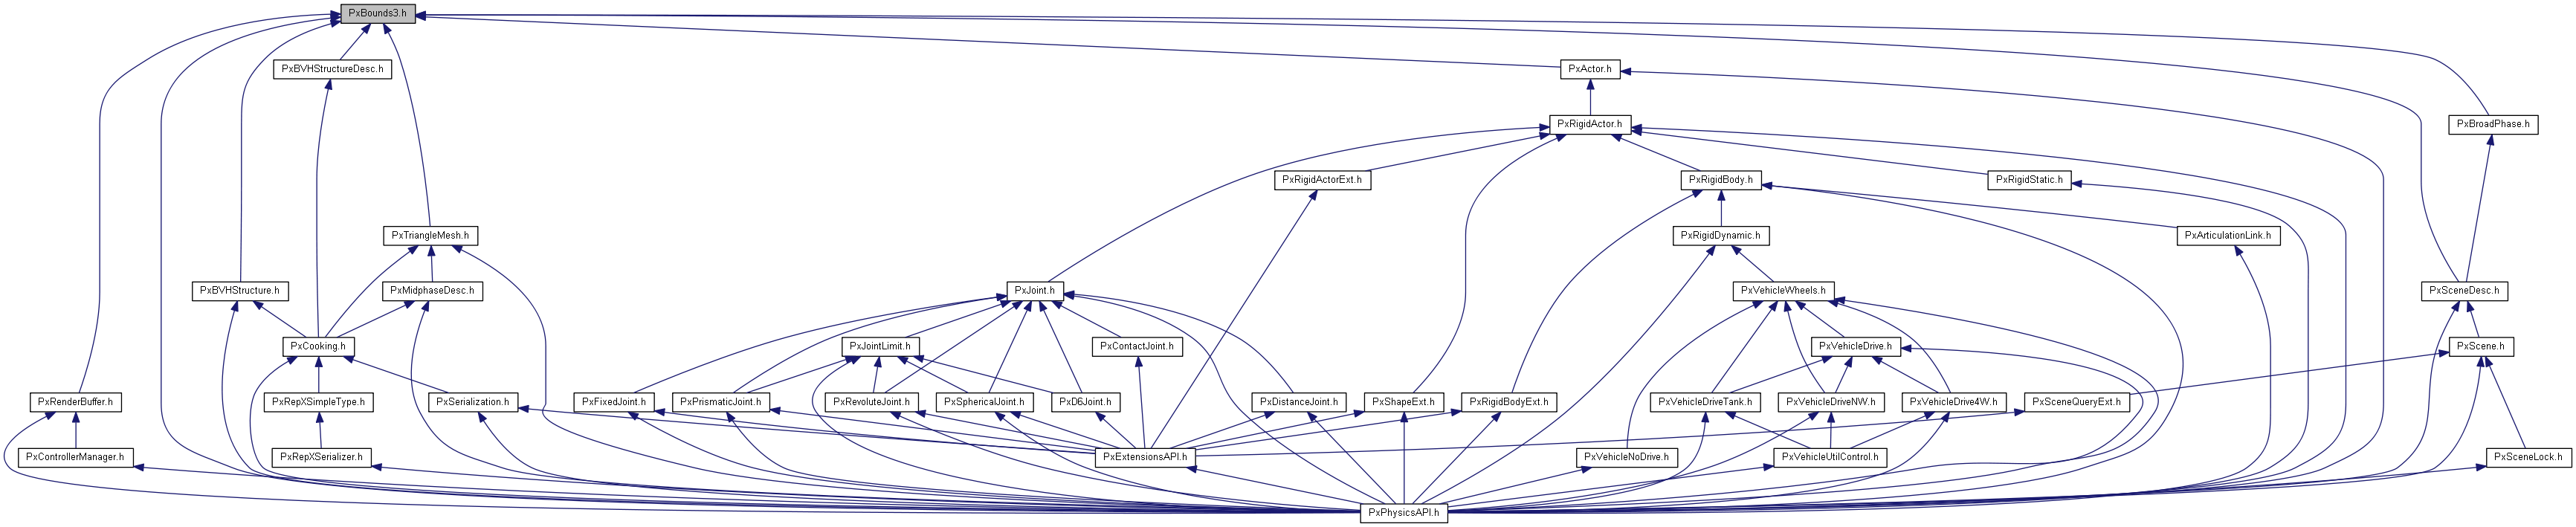 PxBounds3.h
PxBVHStructureDesc.h
PxActor.h
PxRigidActor.h
PxBroadPhase.h
PxRigidActorExt.h
PxRigidBody.h
PxRigidStatic.h
PxTriangleMesh.h
PxRigidDynamic.h
PxArticulationLink.h
PxBVHStructure.h
PxMidphaseDesc.h
PxJoint.h
PxVehicleWheels.h
PxSceneDesc.h
PxCooking.h
PxJointLimit.h
PxContactJoint.h
PxVehicleDrive.h
PxScene.h
PxRenderBuffer.h
PxRepXSimpleType.h
PxSerialization.h
PxFixedJoint.h
PxPrismaticJoint.h
PxRevoluteJoint.h
PxSphericalJoint.h
PxD6Joint.h
PxDistanceJoint.h
PxShapeExt.h
PxRigidBodyExt.h
PxVehicleDriveTank.h
PxVehicleDriveNW.h
PxVehicleDrive4W.h
PxSceneQueryExt.h
PxControllerManager.h
PxRepXSerializer.h
PxExtensionsAPI.h
PxVehicleNoDrive.h
PxVehicleUtilControl.h
PxSceneLock.h
PxPhysicsAPI.h